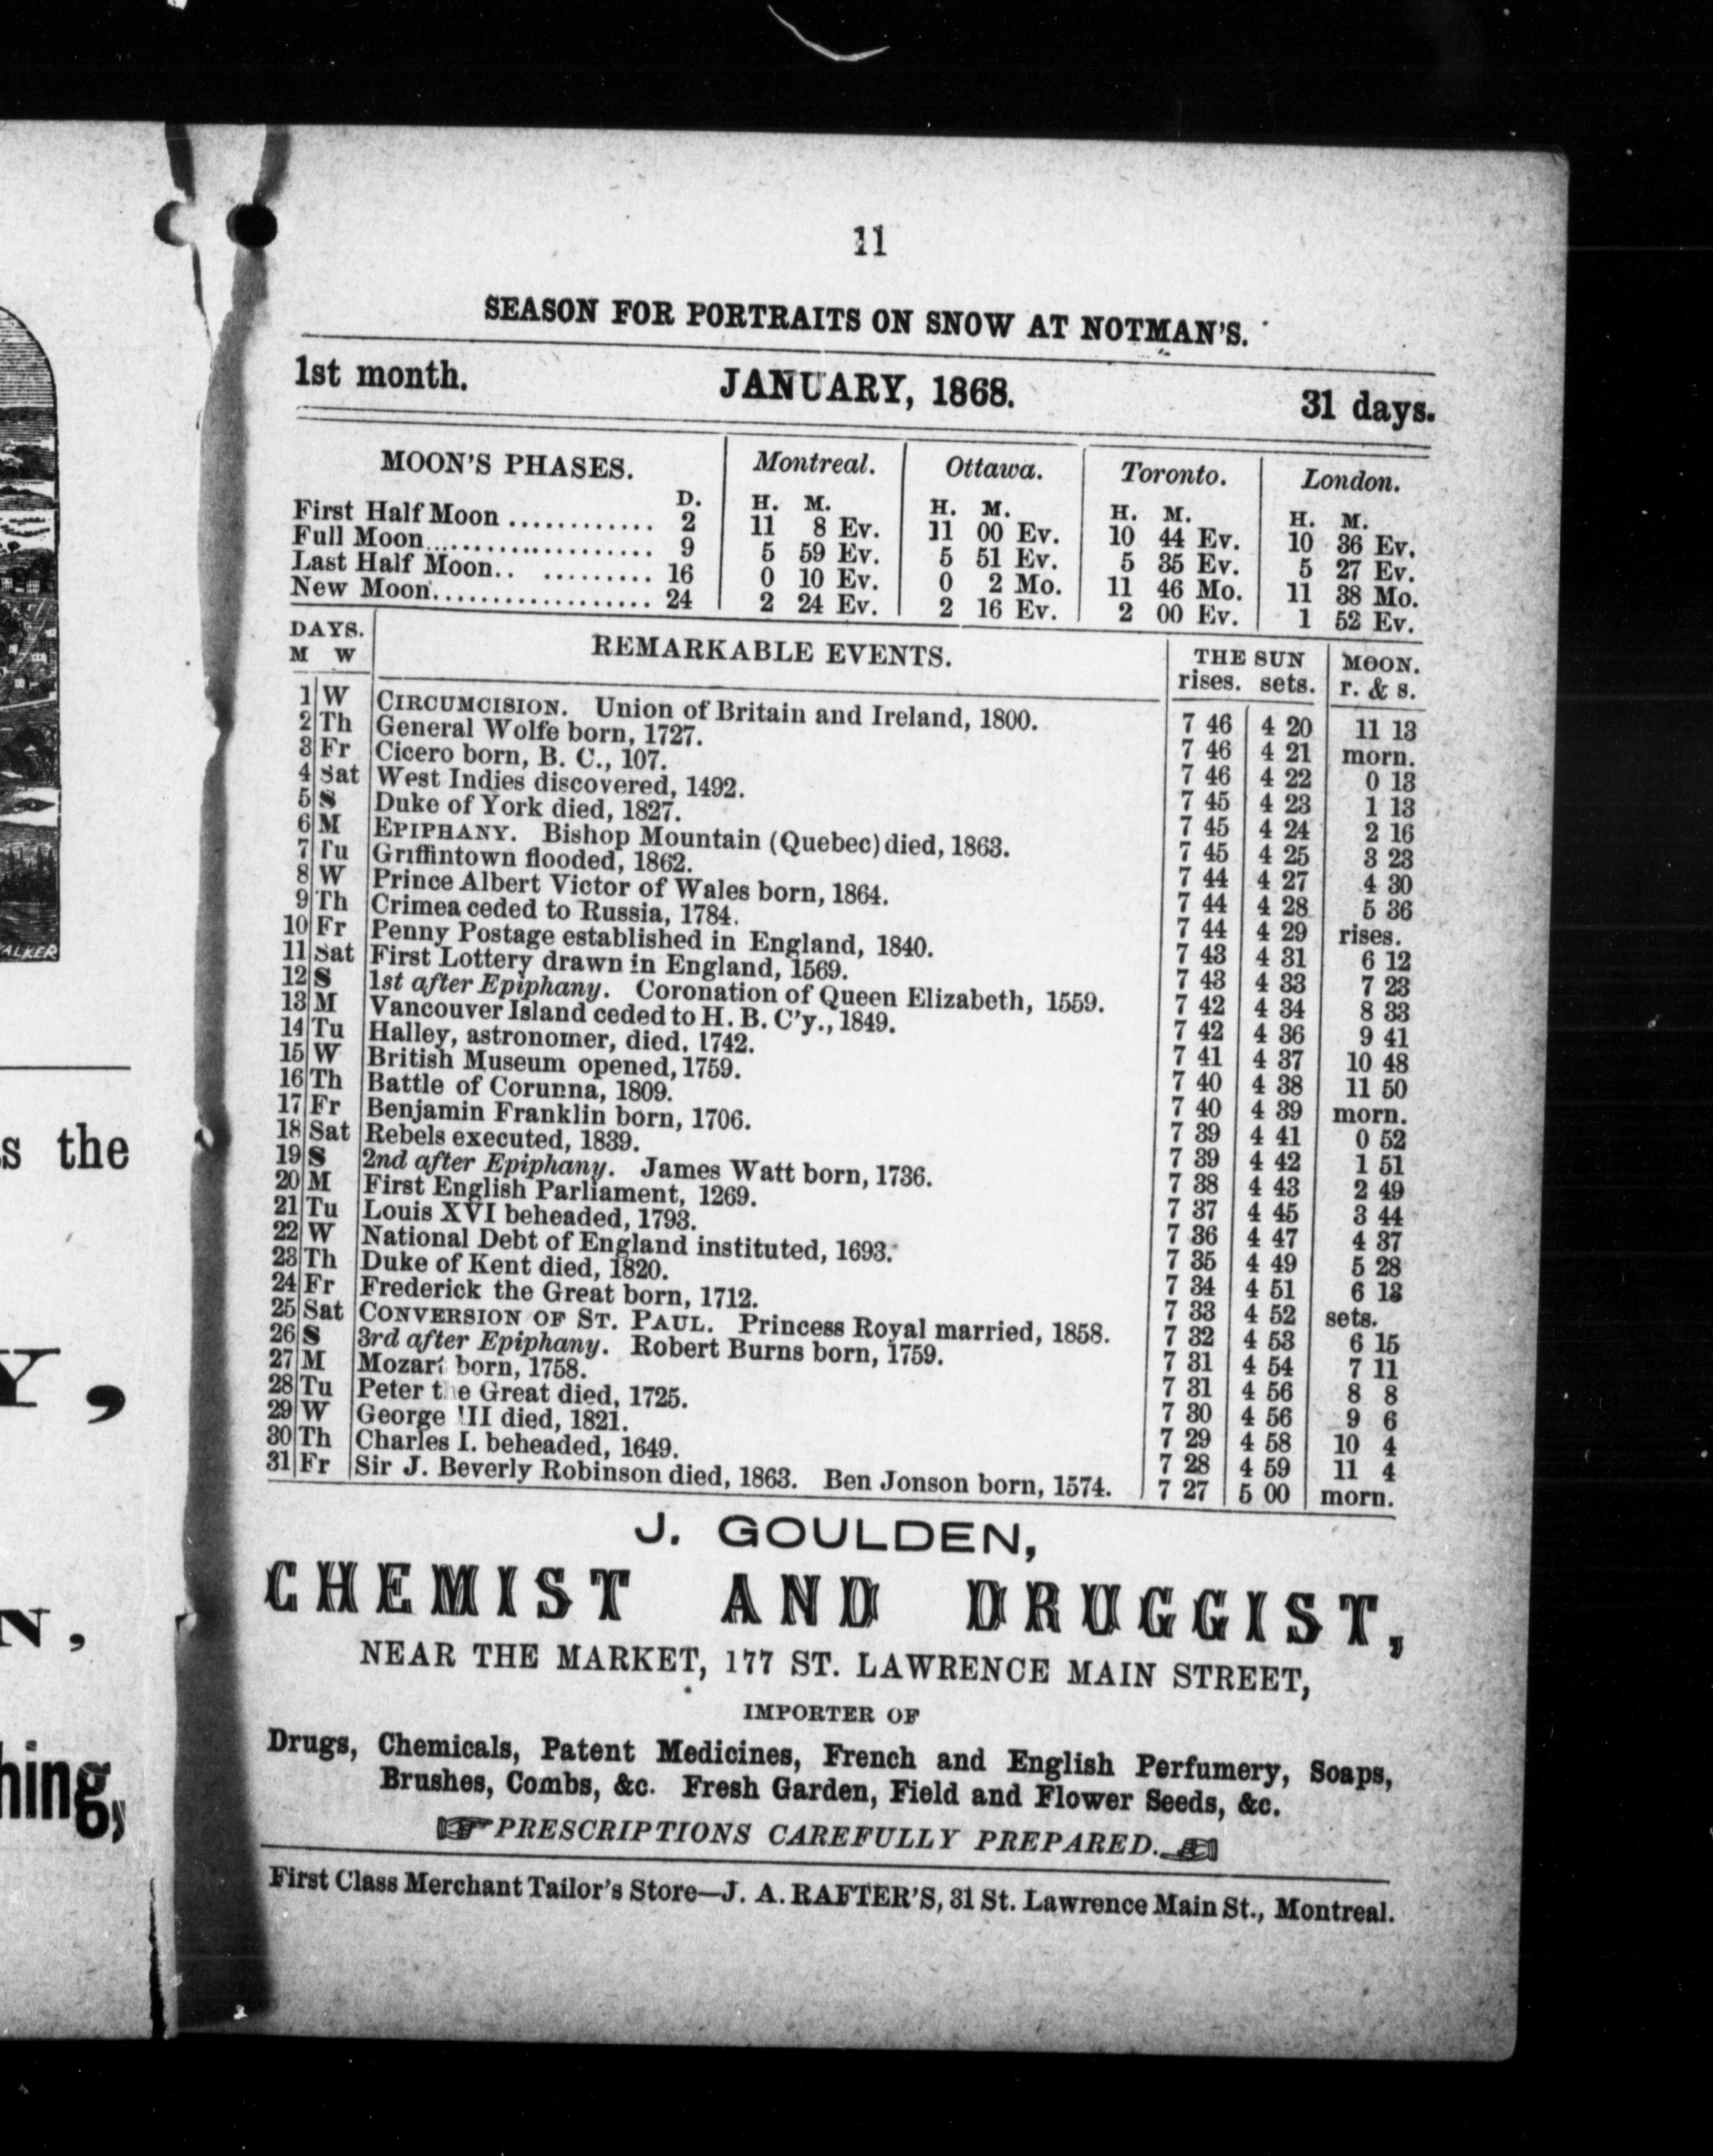 ALKER
s the
Y,
N,
hing,
11
SEASON FOR PORTRAITS ON SNOW AT NOTMAN'S.
1st month. JANUARY, 1868. 31 days.
MOON'S PHASES. Montreal. Ottawa. Toronto. London.
D. H. M. H. M. H. M. H. M.
First Half Moon ............ 2 11 8 Ev. 11 00 Ev. 10 44 Ev. 10 36 Ev.
Full Moon.................... 9 5 59 Ev. 5 51 Ev. 5 35 Ev. 5 27 Ev.
Last Half Moon.. ......... 16 0 10 Ev. 0 2 Mo. 11 46 Mo. 11 38 Mo.
New Moon.................. 24 2 24 Ev. 2 16 Ev. 2 00 Ev. 1 52 Ev.
DAYS. REMARKABLE EVENTS. THE SUN MOON.
M W rises. sets. r. & s.
1 W CIRCUMCISION. Union of Britain and Ireland, 1800. 7 46 4 20 11 13
2 Th General Wolfe born, 1727. 7 46 4 21 morn.
3 Fr Cicero born, B. C., 107. 7 46 4 22 0 13
4 Sat West Indies discovered, 1492. 7 45 4 23 1 13
5 S Duke of York died, 1827. 7 45 4 24 2 16
6 M EPIPHANY. Bishop Mountain (Quebec) died, 1863. 7 45 4 25 3 23
7 Tu Griffintown flooded, 1862. 7 44 4 27 4 30
8 W Prince Albert Victor of Wales born, 1864. 7 44 4 28 5 36
9 Th Crimea ceded to Russia, 1784. 7 44 4 29 rises.
10 Fr Penny Postage established in England, 1840. 7 43 4 31 6 12
11 Sat First Lottery drawn in England, 1569. 7 43 4 33 7 23
12 S 1st after Epiphany. Coronation of Queen Elizabeth, 1559. 7 42 4 34 8 33
13 M Vancouver Island ceded to H. B. C'y., 1849. 7 42 4 36 9 41
14 Tu Halley, astronomer, died, 1742. 7 41 4 37 10 48
15 W British Museum opened, 1759. 7 40 4 38 11 50
16 Th Battle of Corunna, 1809. 7 40 4 39 morn.
17 Fr Benjamin Franklin born, 1706. 7 39 4 41 0 52
18 Sat Rebels executed, 1839. 7 39 4 42 1 51
19 S 2nd after Epiphany. James Watt born, 1736. 7 38 4 43 2 49
20 M First English Parliament, 1269. 7 37 4 45 3 44
21 Tu Louis XVI beheaded, 1793. 7 36 4 47 4 37
22 W National Debt of England instituted, 1693. 7 35 4 49 5 28
23 Th Duke of Kent died, 1820. 7 34 4 51 6 13
24 Fr Frederick the Great born, 1712. 7 33 4 52 sets.
25 Sat CONVERSION OF ST. PAUL. Princess Royal married, 1858. 7 32 4 53 6 15
26 S 3rd after Epiphany. Robert Burns born, 1759. 7 31 4 54 7 11
27 M Mozart born, 1758. 7 31 4 56 8 8
28 Tu Peter the Great died, 1725. 7 30 4 56 9 6
29 W George III died, 1821. 7 29 4 58 10 4
30 Th Charles I. beheaded, 1649. 7 28 4 59 11 4
31 Fr Sir J. Beverly Robinson died, 1863. Ben Jonson born, 1574. 7 27 5 00 morn.
J. GOULDEN,
CHEMIST AND DRUGGIST,
NEAR THE MARKET, 177 ST. LAWRENCE MAIN STREET,
IMPORTER OF
Drugs, Chemicals, Patent Medicines, French and English Perfumery, Soaps,
Brushes, Combs, &c. Fresh Garden, Field and Flower Seeds, &c.
PRESCRIPTIONS CAREFULLY PREPARED.
First Class Merchant Tailor's Store—J. A. RAFTER'S, 31 St. Lawrence Main St., Montreal.